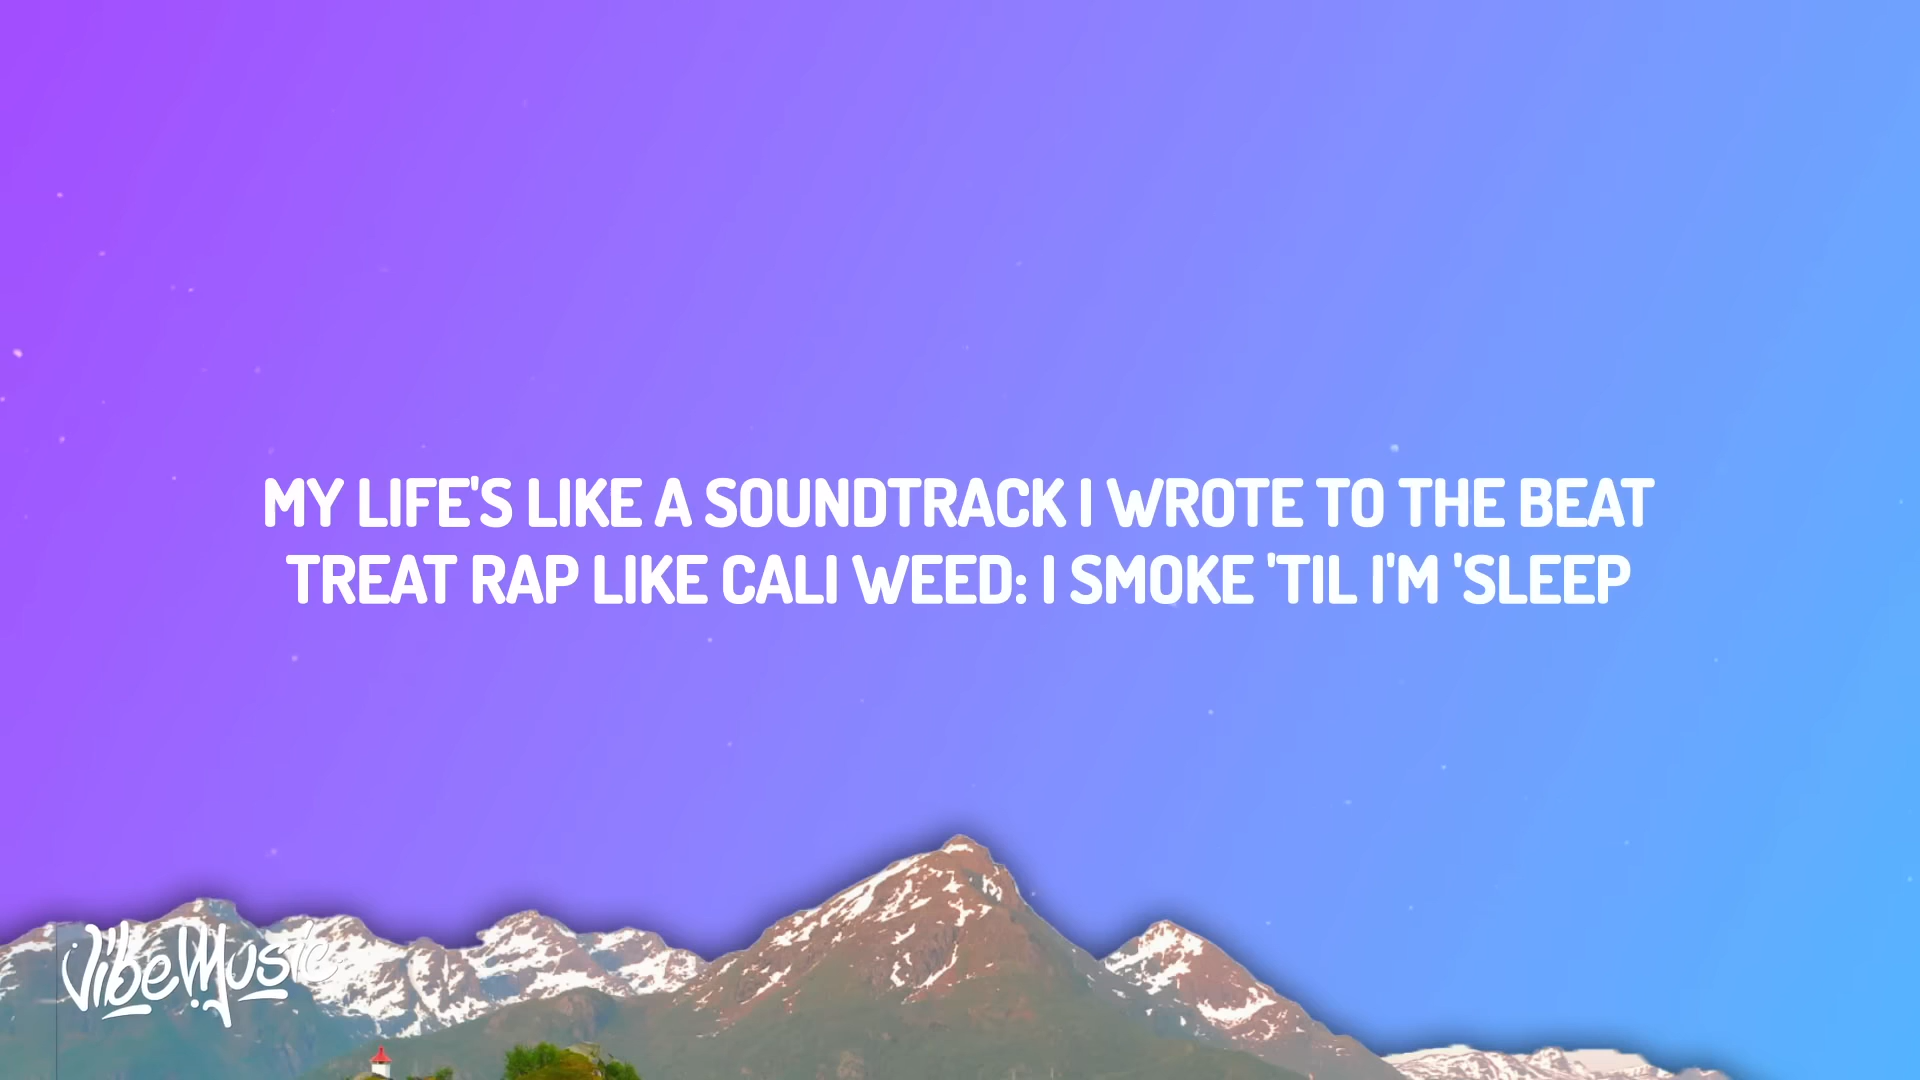 MY LIFE'S LIKE A SOUNDTRACK I WROTE TO THE BEAT
TREAT RAP LIKE CALI WEED: I SMOKE 'TIL I'M 'SLEEP
VibeMusic